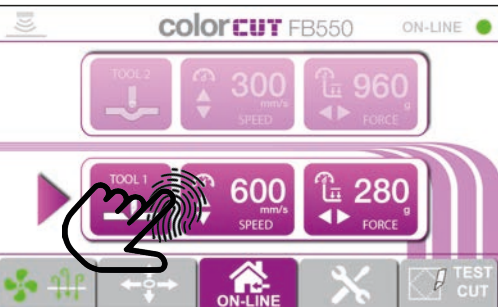 colorcut FB550 ON-LINE
TOOL 2 300 mm/s SPEED 960 g FORCE
TOOL 1 600 mm/s SPEED 280 g FORCE
ON-LINE TEST CUT